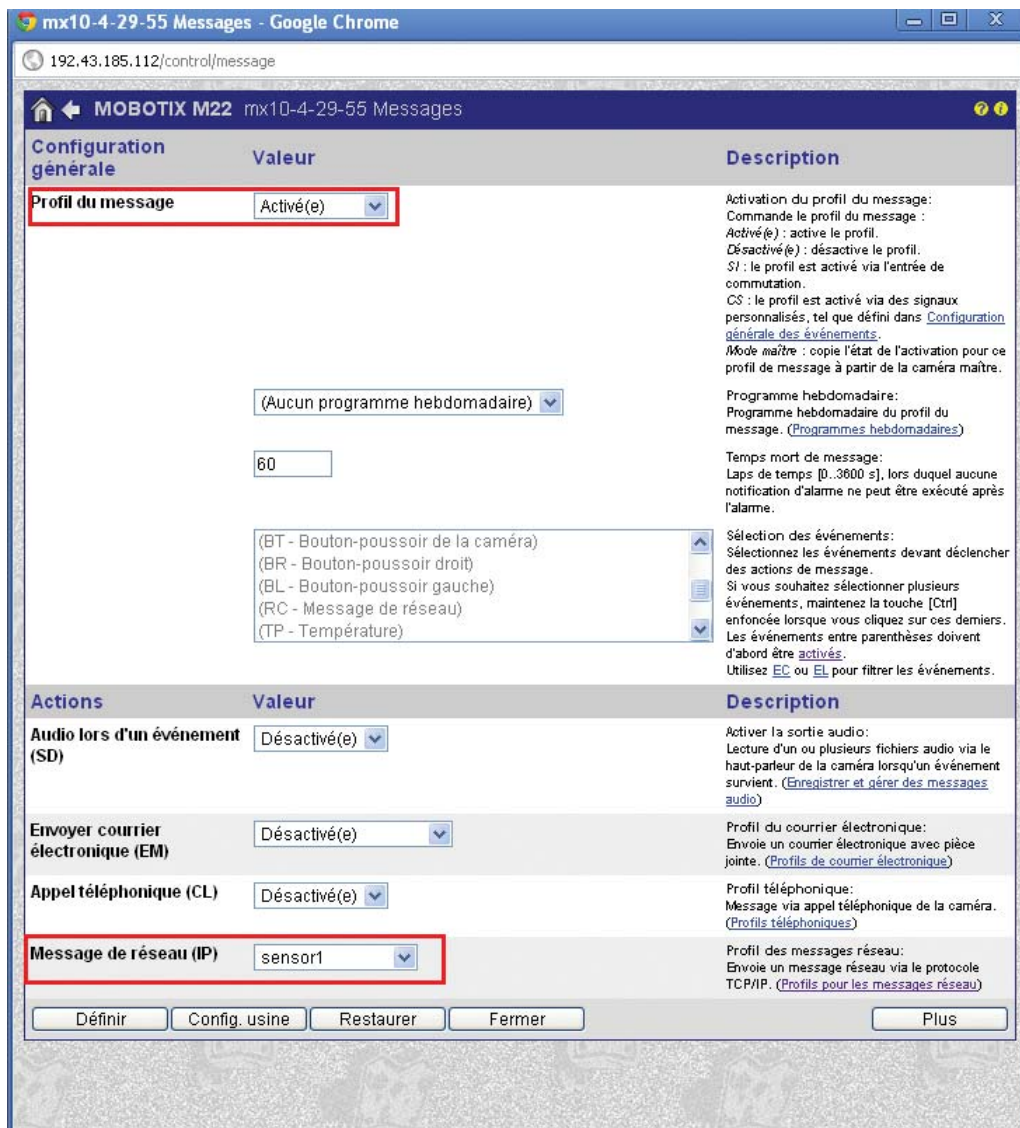 mx10-4-29-55 Messages - Google Chrome
192.43.185.112/control/message
MOBOTIX M22 mx10-4-29-55 Messages
Configuration générale Valeur Description
Profil du message Activé(e)
Activation du profil du message:
Commande le profil du message :
Activé(e) : active le profil.
Désactivé(e) : désactive le profil.
SI : le profil est activé via l'entrée de
commutation.
CS : le profil est activé via des signaux
personnalisés, tel que défini dans Configuration
générale des événements.
Mode maître : copie l'état de l'activation pour ce
profil de message à partir de la caméra maître.
(Aucun programme hebdomadaire)
Programme hebdomadaire:
Programme hebdomadaire du profil du
message. (Programmes hebdomadaires)
60
Temps mort de message:
Laps de temps [0..3600 s], lors duquel aucune
notification d'alarme ne peut être exécuté après
l'alarme.
(BT - Bouton-poussoir de la caméra)
(BR - Bouton-poussoir droit)
(BL - Bouton-poussoir gauche)
(RC - Message de réseau)
(TP - Température)
Sélection des événements:
Sélectionnez les événements devant déclencher
des actions de message.
Si vous souhaitez sélectionner plusieurs
événements, maintenez la touche [Ctrl]
enfoncée lorsque vous cliquez sur ces derniers.
Les événements entre parenthèses doivent
d'abord être activés.
Utilisez EC ou EL pour filtrer les événements.
Actions Valeur Description
Audio lors d'un événement
(SD)
Désactivé(e)
Activer la sortie audio:
Lecture d'un ou plusieurs fichiers audio via le
haut-parleur de la caméra lorsqu'un événement
survient. (Enregistrer et gérer des messages
audio)
Envoyer courrier
électronique (EM)
Désactivé(e)
Profil du courrier électronique:
Envoie un courrier électronique avec pièce
jointe. (Profils de courrier électronique)
Appel téléphonique (CL) Désactivé(e)
Profil téléphonique:
Message via appel téléphonique de la caméra.
(Profils téléphoniques)
Message de réseau (IP) sensor1
Profil des messages réseau:
Envoie un message réseau via le protocole
TCP/IP. (Profils pour les messages réseau)
Définir Config. usine Restaurer Fermer Plus